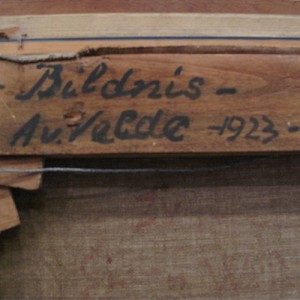 - Bildnis -
A v. Velde - 1923 -